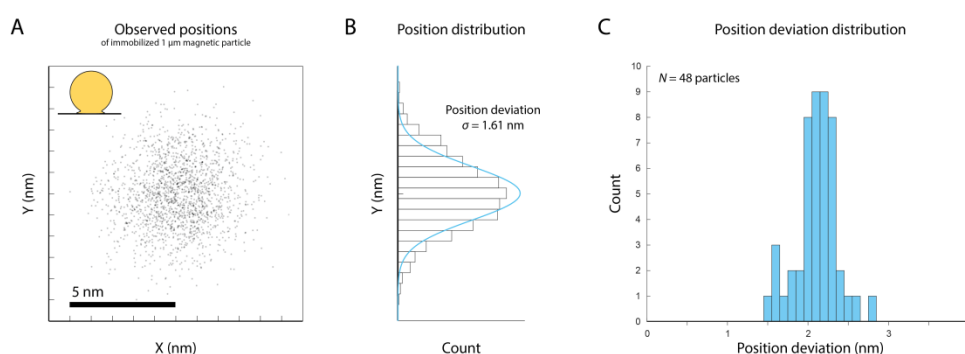 A
Observed positions
of immobilized 1 µm magnetic particle
Y (nm)
5 nm
X (nm)
B
Position distribution
Position deviation
σ = 1.61 nm
Y (nm)
Count
C
Position deviation distribution
N = 48 particles
10
9
8
7
6
5
4
3
2
1
0
Count
0 1 2 3
Position deviation (nm)